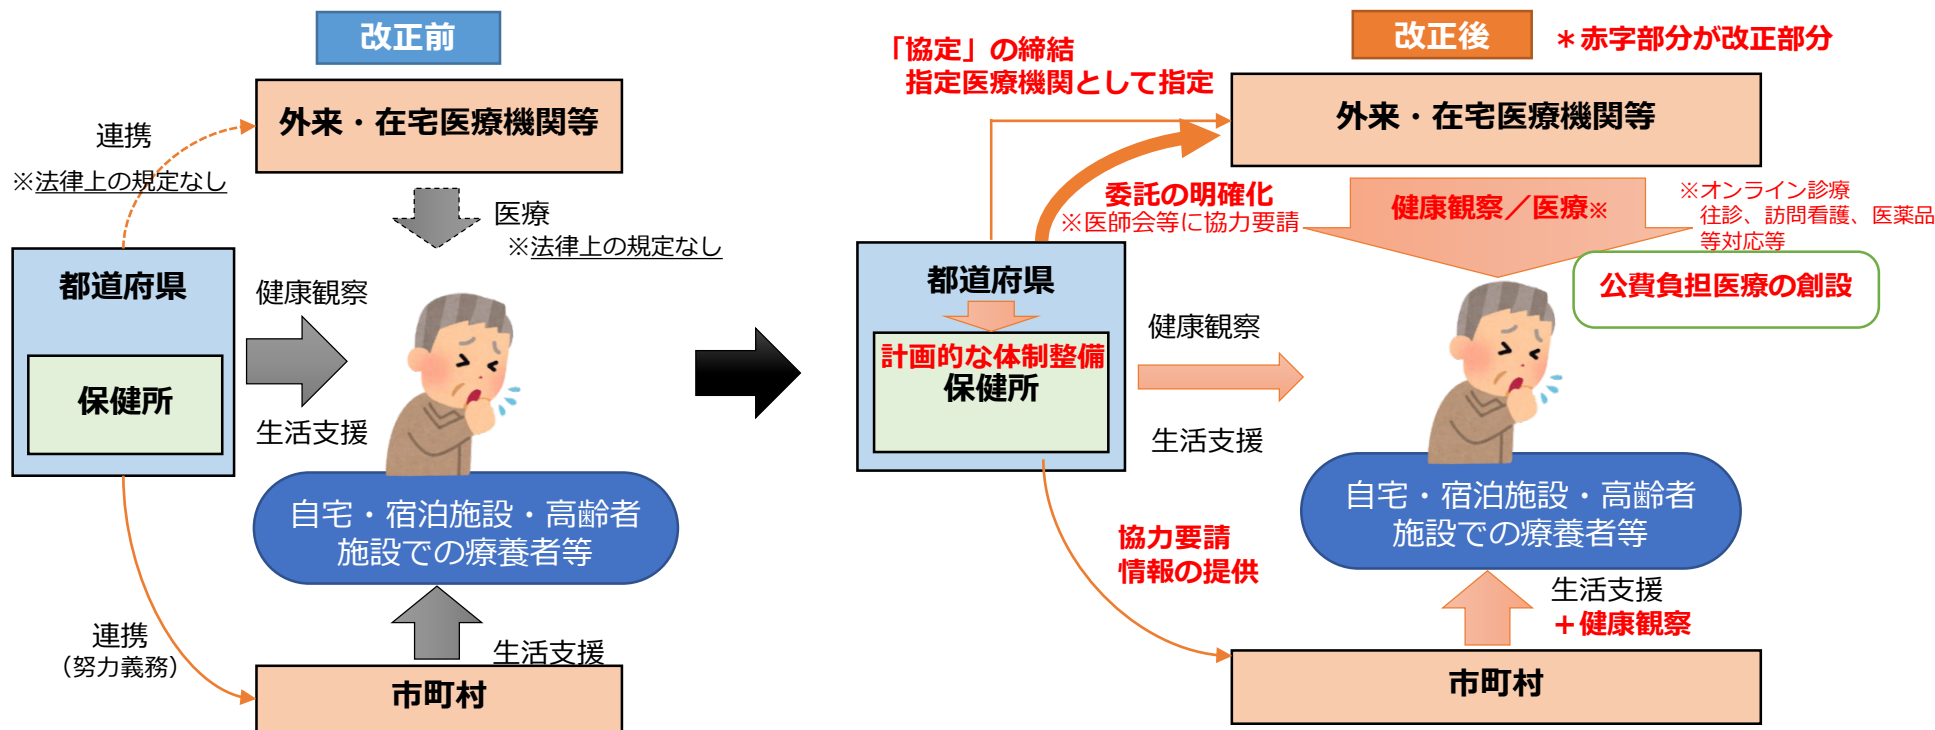 改正前
外来・在宅医療機関等
連携
※法律上の規定なし
医療
※法律上の規定なし
都道府県
保健所
健康観察
生活支援
自宅・宿泊施設・高齢者
施設での療養者等
連携
（努力義務）
生活支援
市町村
改正後
＊赤字部分が改正部分
「協定」の締結
指定医療機関として指定
外来・在宅医療機関等
委託の明確化
※医師会等に協力要請
健康観察／医療※
※オンライン診療
往診、訪問看護、医薬品
等対応等
公費負担医療の創設
都道府県
計画的な体制整備
保健所
健康観察
生活支援
自宅・宿泊施設・高齢者
施設での療養者等
協力要請
情報の提供
生活支援
＋健康観察
市町村